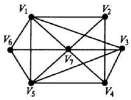 V₁ V₂
V₆ V₇ V₃
V₅ V₄